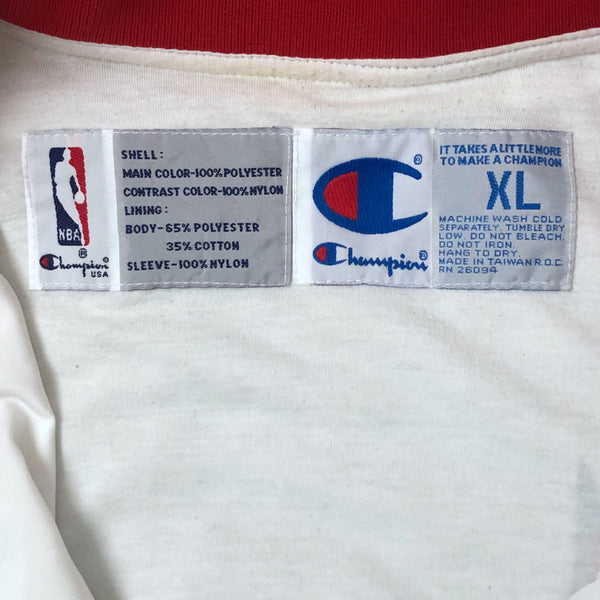 NBA
®
Champion
USA
SHELL:
MAIN COLOR-100%POLYESTER
CONTRAST COLOR-100%NYLON
LINING:
BODY-65%POLYESTER
35%COTTON
SLEEVE-100%NYLON
®
Champion
IT TAKES A LITTLE MORE
TO MAKE A CHAMPION
®
XL
MACHINE WASH COLD
SEPARATELY. TUMBLE DRY
LOW. DO NOT BLEACH.
DO NOT IRON.
HANG TO DRY.
MADE IN TAIWAN R.O.C.
RN 26094